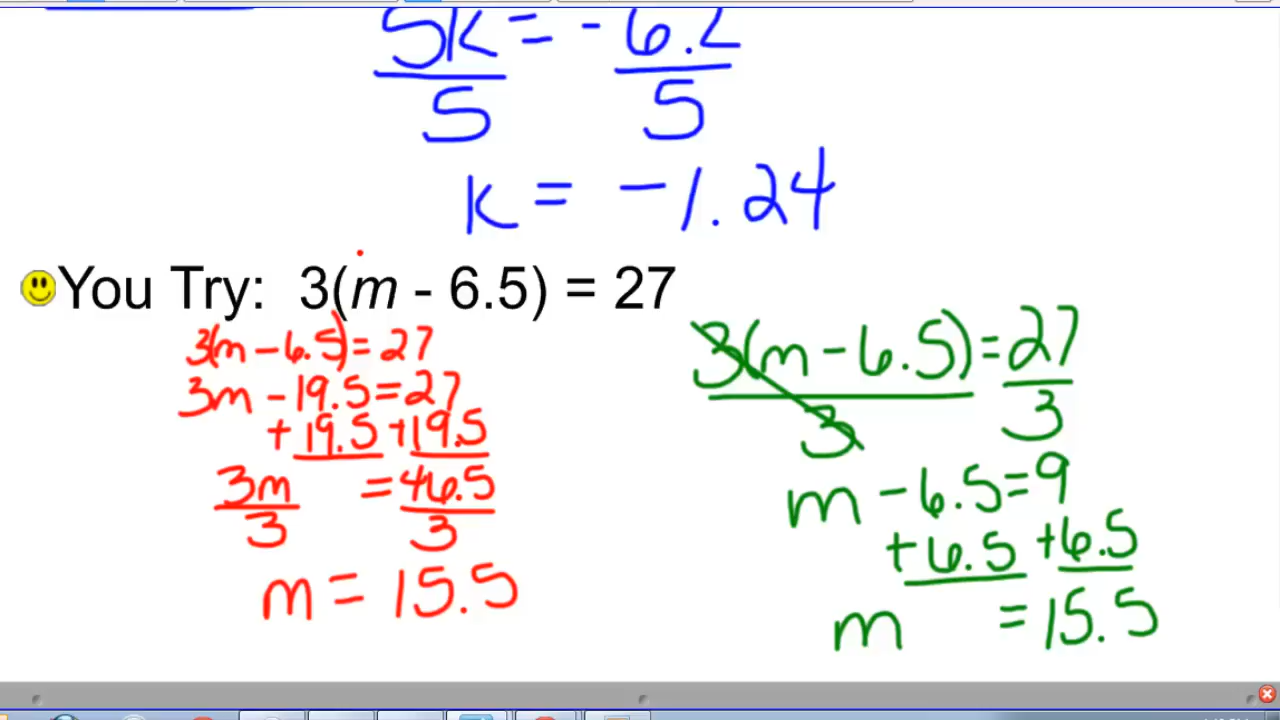 5k = -6.2
5 5
k = -1.24
You Try: 3(m - 6.5) = 27
3(m - 6.5) = 27
3m - 19.5 = 27
+ 19.5 + 19.5
3m = 46.5
3 3
m = 15.5
3(m - 6.5) = 27
3 3
m - 6.5 = 9
+ 6.5 + 6.5
m = 15.5